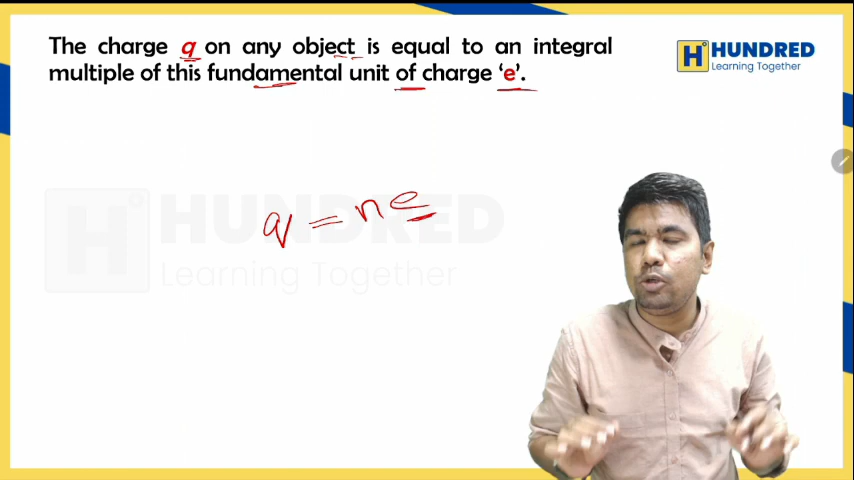 The charge q on any object is equal to an integral
multiple of this fundamental unit of charge ‘e’.
H° HUNDRED
Learning Together
q = ne
H° HUNDRED
Learning Together